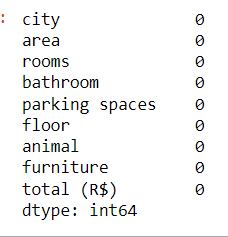 city 0
area 0
rooms 0
bathroom 0
parking spaces 0
floor 0
animal 0
furniture 0
total (R$) 0
dtype: int64